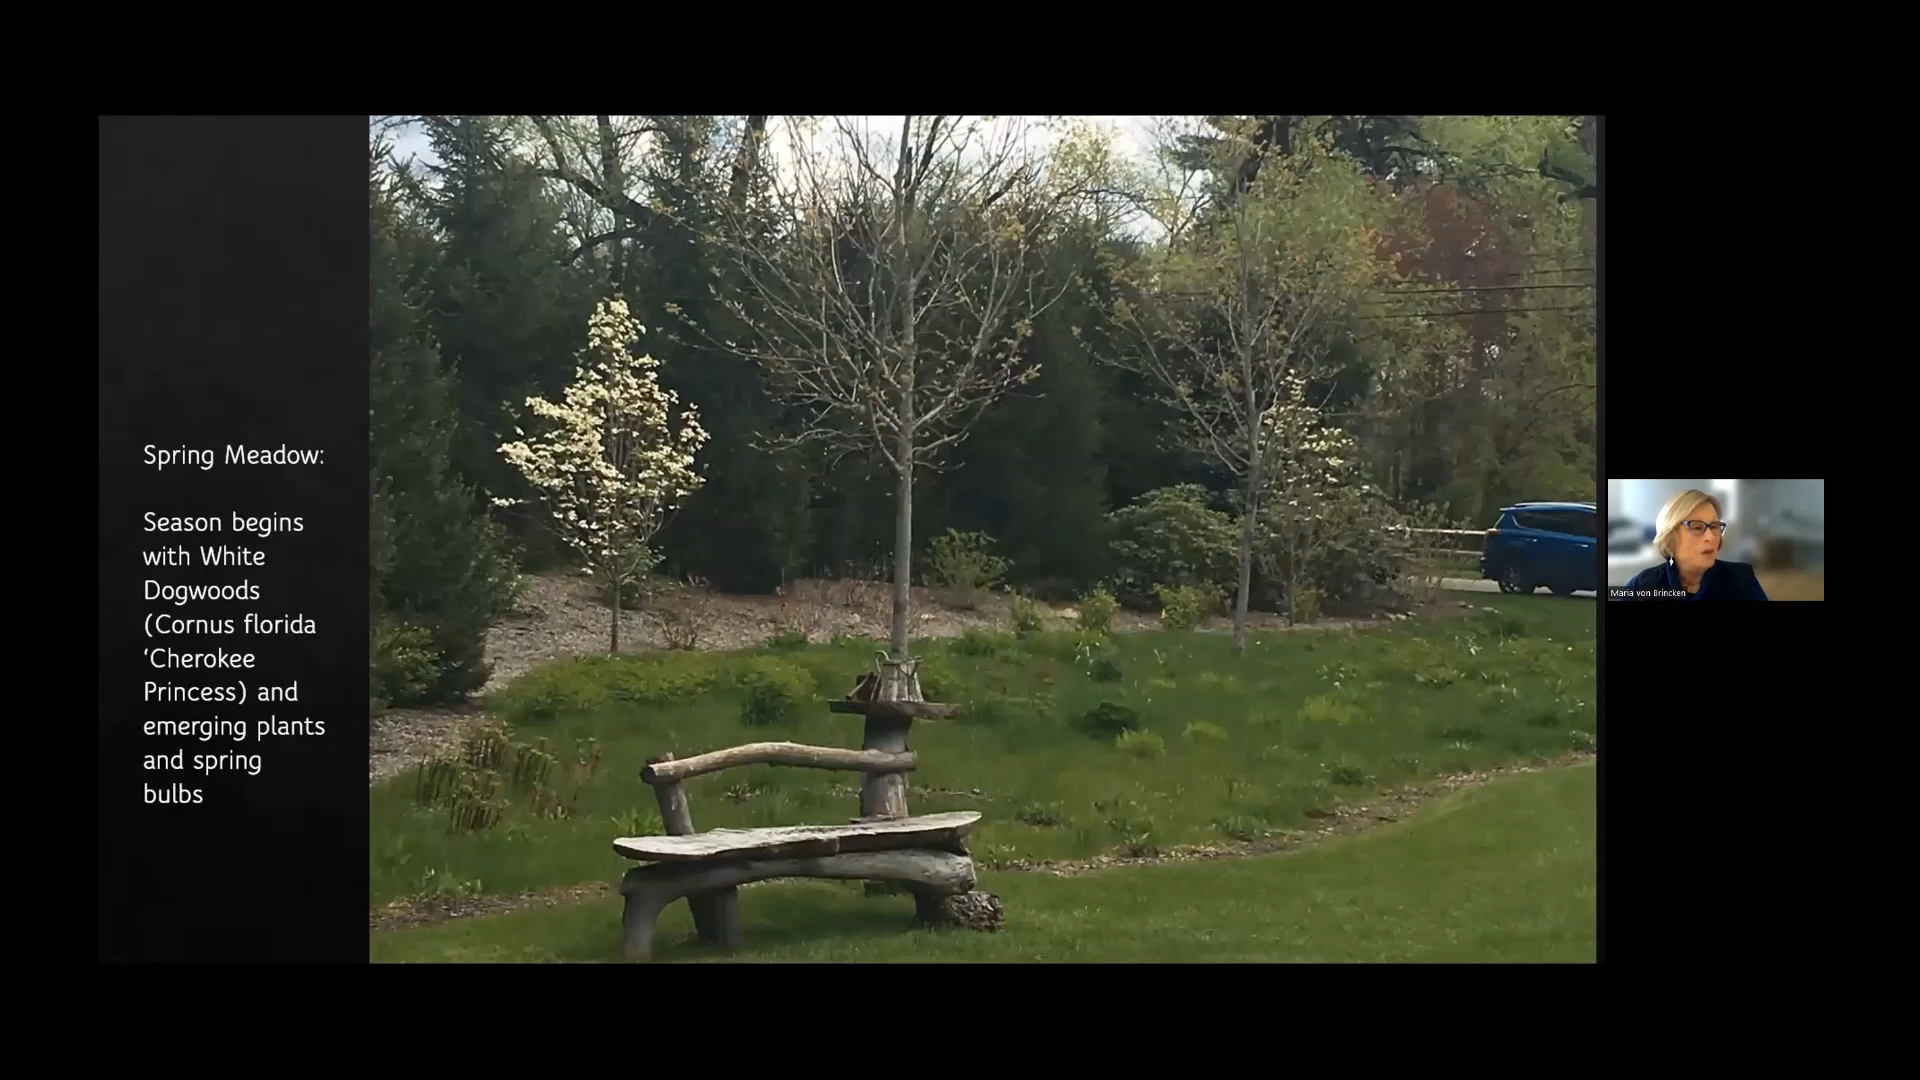 Spring Meadow:
Season begins
with White
Dogwoods
(Cornus florida
‘Cherokee
Princess) and
emerging plants
and spring
bulbs
Maria von Brincken